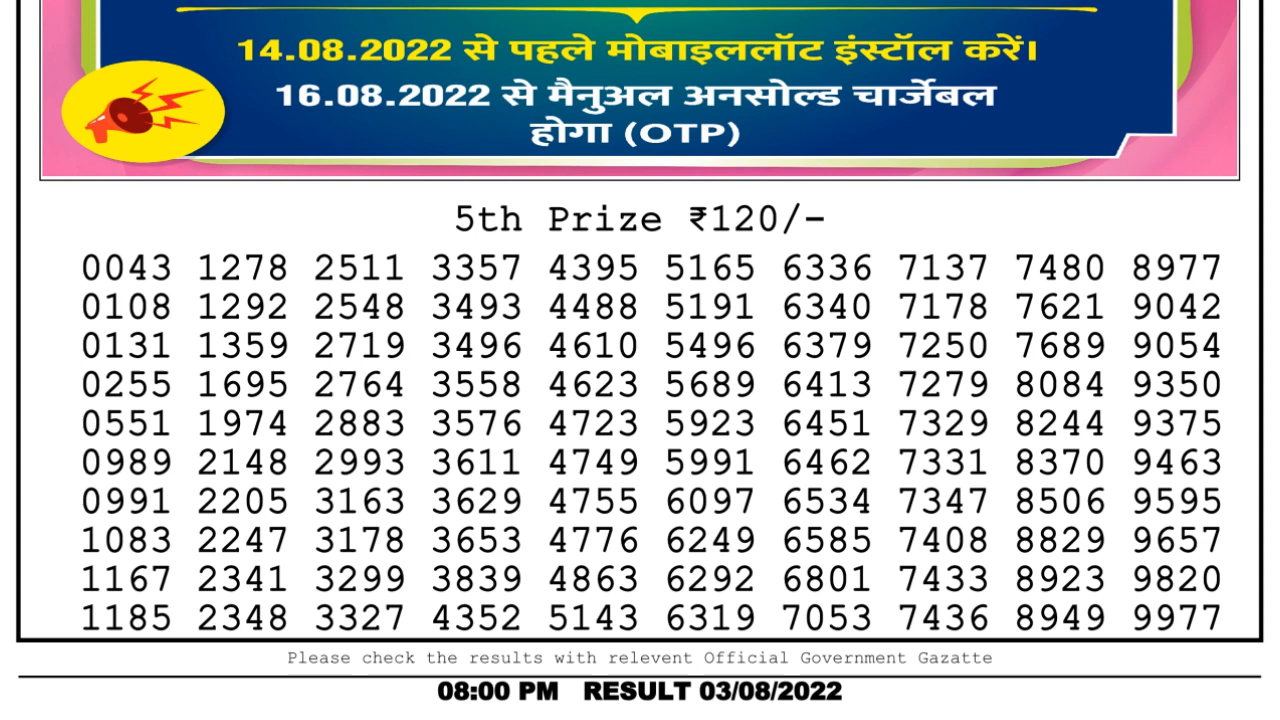 14.08.2022 से पहले मोबाइललॉट इंस्टॉल करें।
16.08.2022 से मैनुअल अनसोल्ड चार्जेबल
होगा (OTP)
5th Prize ₹120/-
0043 1278 2511 3357 4395 5165 6336 7137 7480 8977
0108 1292 2548 3493 4488 5191 6340 7178 7621 9042
0131 1359 2719 3496 4610 5496 6379 7250 7689 9054
0255 1695 2764 3558 4623 5689 6413 7279 8084 9350
0551 1974 2883 3576 4723 5923 6451 7329 8244 9375
0989 2148 2993 3611 4749 5991 6462 7331 8370 9463
0991 2205 3163 3629 4755 6097 6534 7347 8506 9595
1083 2247 3178 3653 4776 6249 6585 7408 8829 9657
1167 2341 3299 3839 4863 6292 6801 7433 8923 9820
1185 2348 3327 4352 5143 6319 7053 7436 8949 9977
Please check the results with relevent Official Government Gazatte
08:00 PM RESULT 03/08/2022